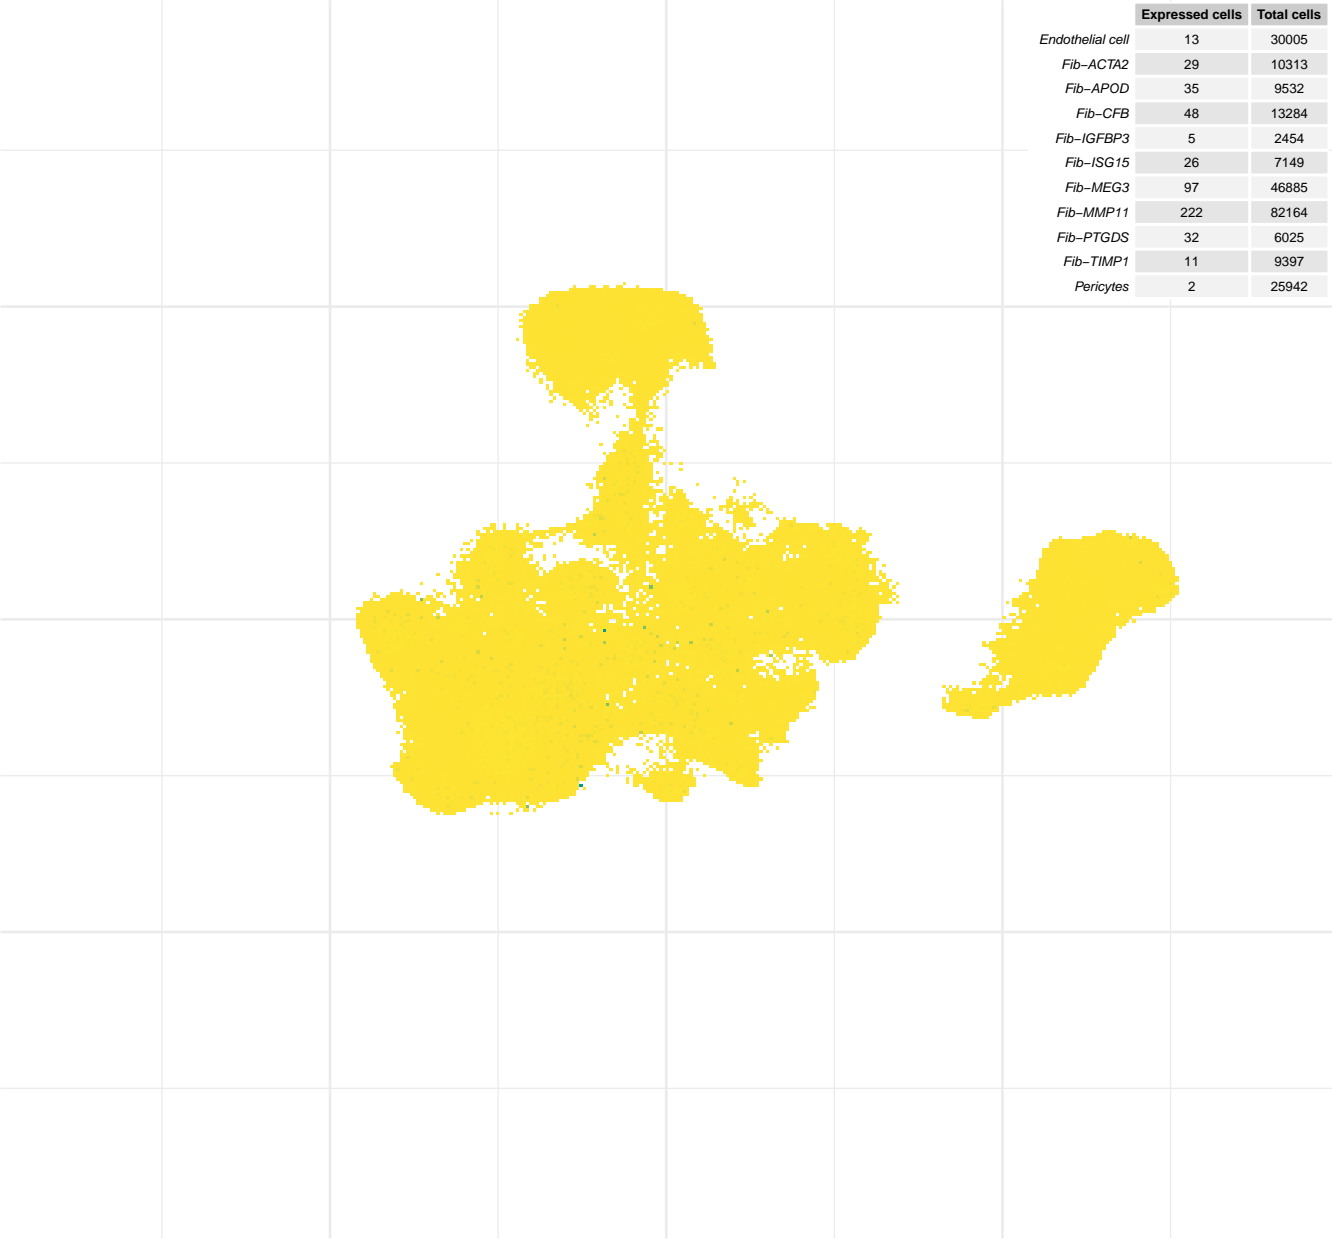 Expressed cells Total cells
Endothelial cell 13 30005
Fib−ACTA2 29 10313
Fib−APOD 35 9532
Fib−CFB 48 13284
Fib−IGFBP3 5 2454
Fib−ISG15 26 7149
Fib−MEG3 97 46885
Fib−MMP11 222 82164
Fib−PTGDS 32 6025
Fib−TIMP1 11 9397
Pericytes 2 25942